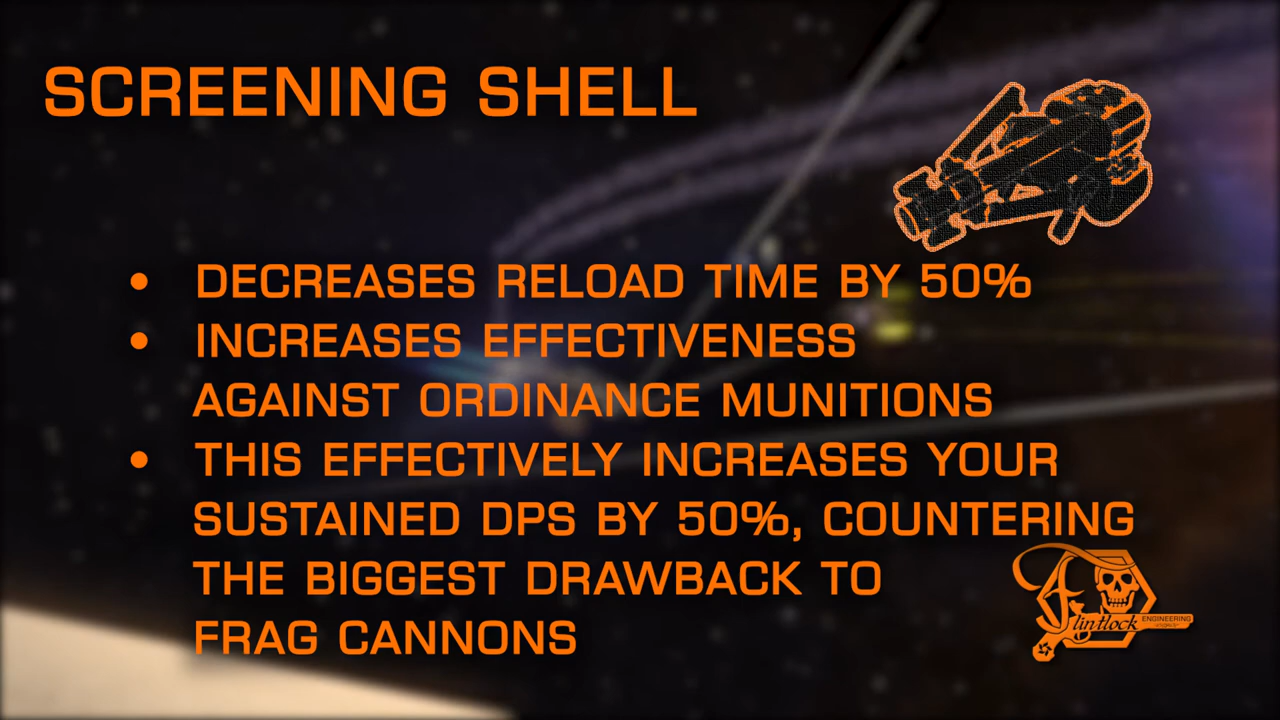 SCREENING SHELL
• DECREASES RELOAD TIME BY 50%
• INCREASES EFFECTIVENESS
AGAINST ORDINANCE MUNITIONS
• THIS EFFECTIVELY INCREASES YOUR
SUSTAINED DPS BY 50%, COUNTERING
THE BIGGEST DRAWBACK TO
FRAG CANNONS
Flintlock
ENGINEERING